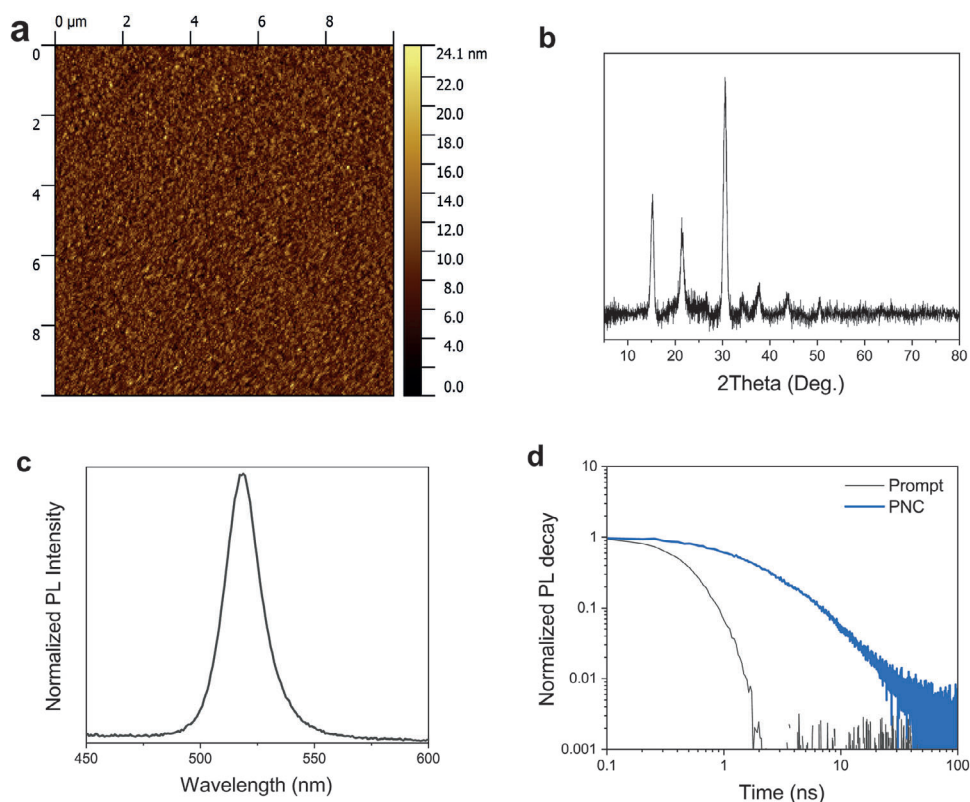 a
0 µm 2 4 6 8
0
2
4
6
8
24.1 nm
22.0
20.0
18.0
16.0
14.0
12.0
10.0
8.0
6.0
4.0
0.0
b
10 20 30 40 50 60 70 80
2Theta (Deg.)
c
Normalized PL Intensity
450 500 550 600
Wavelength (nm)
d
Normalized PL decay
10
1
0.1
0.01
0.001
Prompt
PNC
0.1 1 10 100
Time (ns)